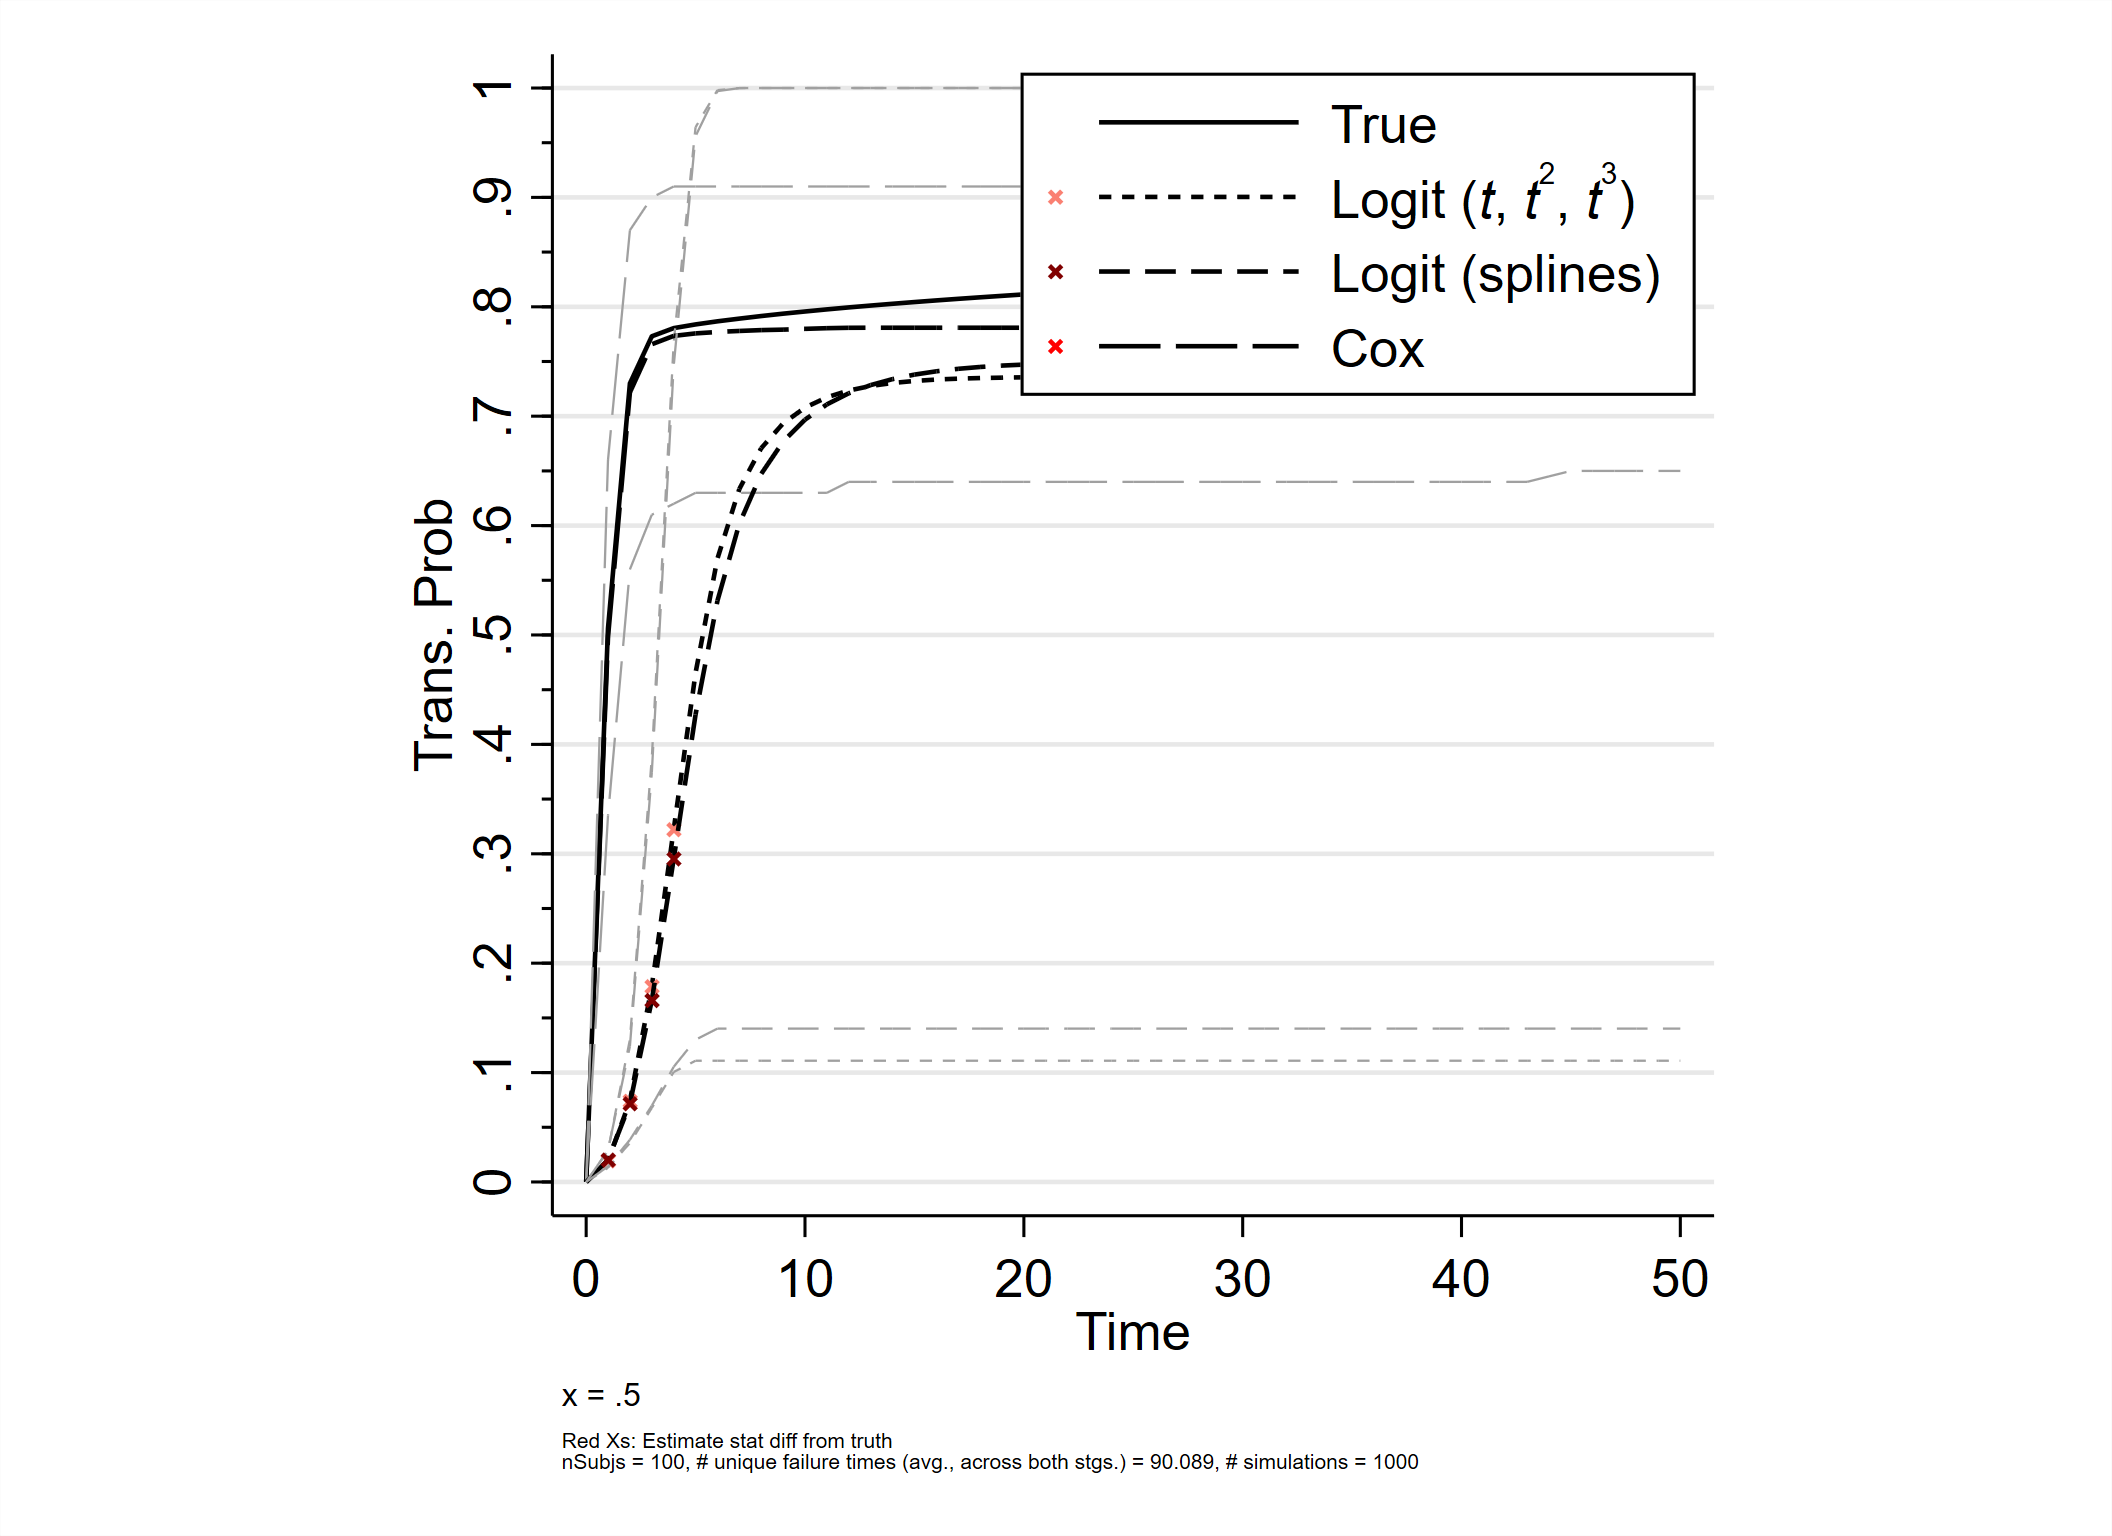 1
.9
.8
.7
.6
.5
.4
.3
.2
.1
0
Trans. Prob
True
Logit (t, t², t³)
Logit (splines)
Cox
0 10 20 30 40 50
Time
x = .5
Red Xs: Estimate stat diff from truth
nSubjs = 100, # unique failure times (avg., across both stgs.) = 90.089, # simulations = 1000